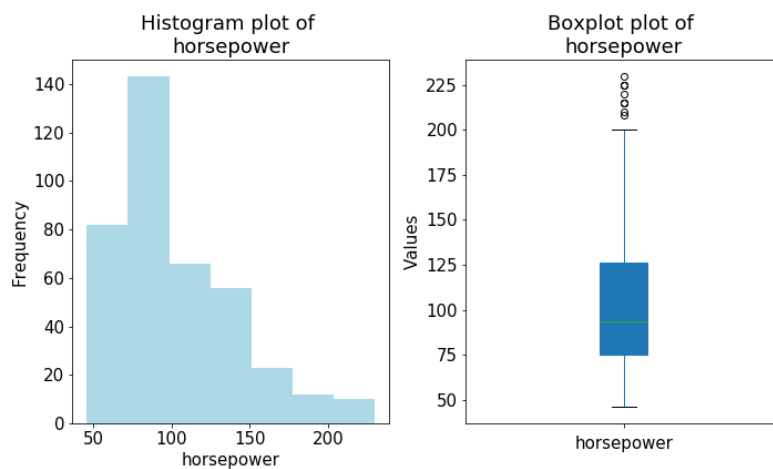 Histogram plot of
horsepower
140
120
100
80
60
40
20
0
Frequency
50 100 150 200
horsepower
Boxplot plot of
horsepower
225
200
175
150
125
100
75
50
Values
horsepower